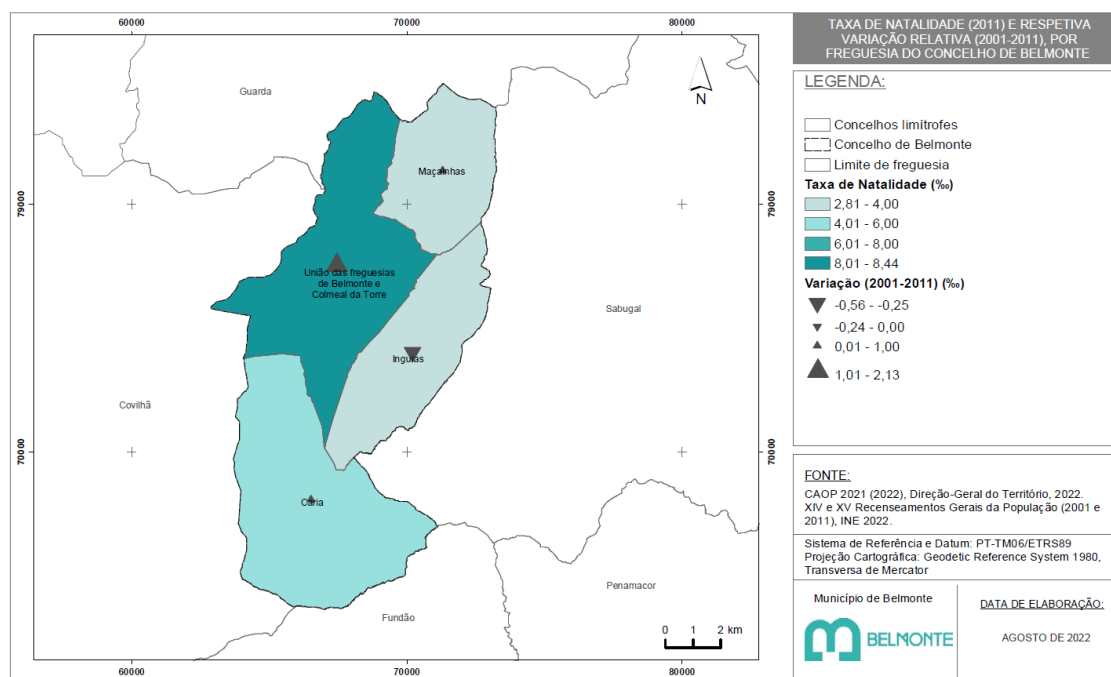 60000
70000
80000
79000
70000
79000
70000
60000
70000
80000
Guarda
N
Maçainhas
União das freguesias
de Belmonte e
Colmeal da Torre
Sabugal
Inguias
Covilhã
Caria
Penamacor
Fundão
0 1 2 km
TAXA DE NATALIDADE (2011) E RESPETIVA
VARIAÇÃO RELATIVA (2001-2011), POR
FREGUESIA DO CONCELHO DE BELMONTE
LEGENDA:
Concelhos limítrofes
Concelho de Belmonte
Limite de freguesia
Taxa de Natalidade (‰)
2,81 - 4,00
4,01 - 6,00
6,01 - 8,00
8,01 - 8,44
Variação (2001-2011) (‰)
-0,56 - -0,25
-0,24 - 0,00
0,01 - 1,00
1,01 - 2,13
FONTE:
CAOP 2021 (2022), Direção-Geral do Território, 2022.
XIV e XV Recenseamentos Gerais da População (2001 e
2011), INE 2022.
Sistema de Referência e Datum: PT-TM06/ETRS89
Projeção Cartográfica: Geodetic Reference System 1980,
Transversa de Mercator
Município de Belmonte
BELMONTE
DATA DE ELABORAÇÃO:
AGOSTO DE 2022